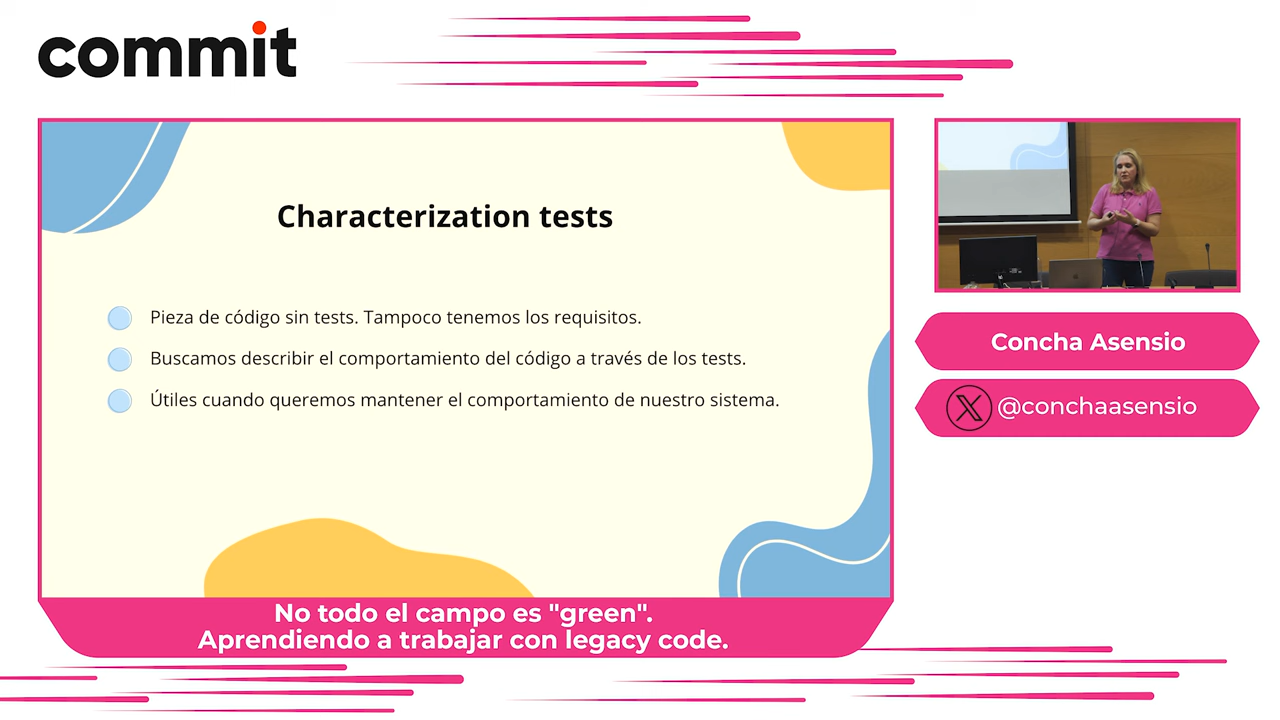 commit
Characterization tests
Pieza de código sin tests. Tampoco tenemos los requisitos.
Buscamos describir el comportamiento del código a través de los tests.
Útiles cuando queremos mantener el comportamiento de nuestro sistema.
Concha Asensio
@conchaasensio
No todo el campo es "green".
Aprendiendo a trabajar con legacy code.